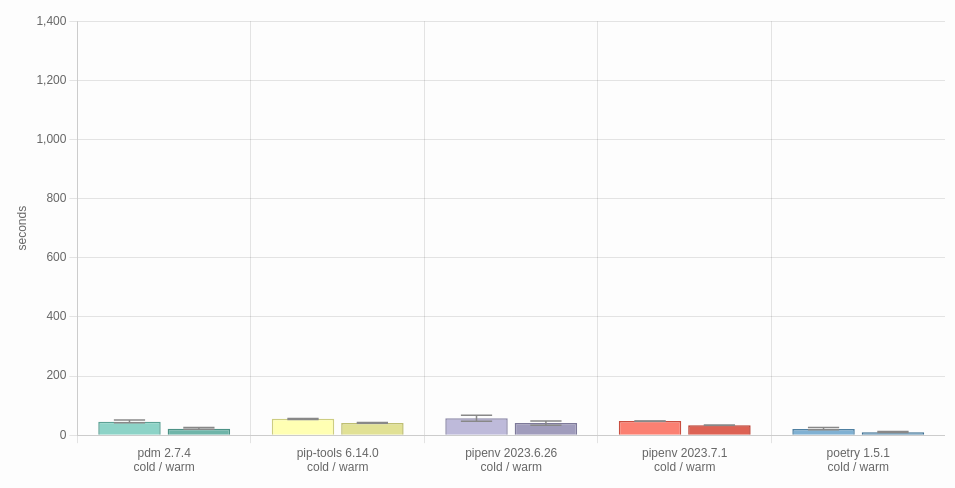 1,400
1,200
1,000
800
600
400
200
0
seconds
pdm 2.7.4
cold / warm
pip-tools 6.14.0
cold / warm
pipenv 2023.6.26
cold / warm
pipenv 2023.7.1
cold / warm
poetry 1.5.1
cold / warm